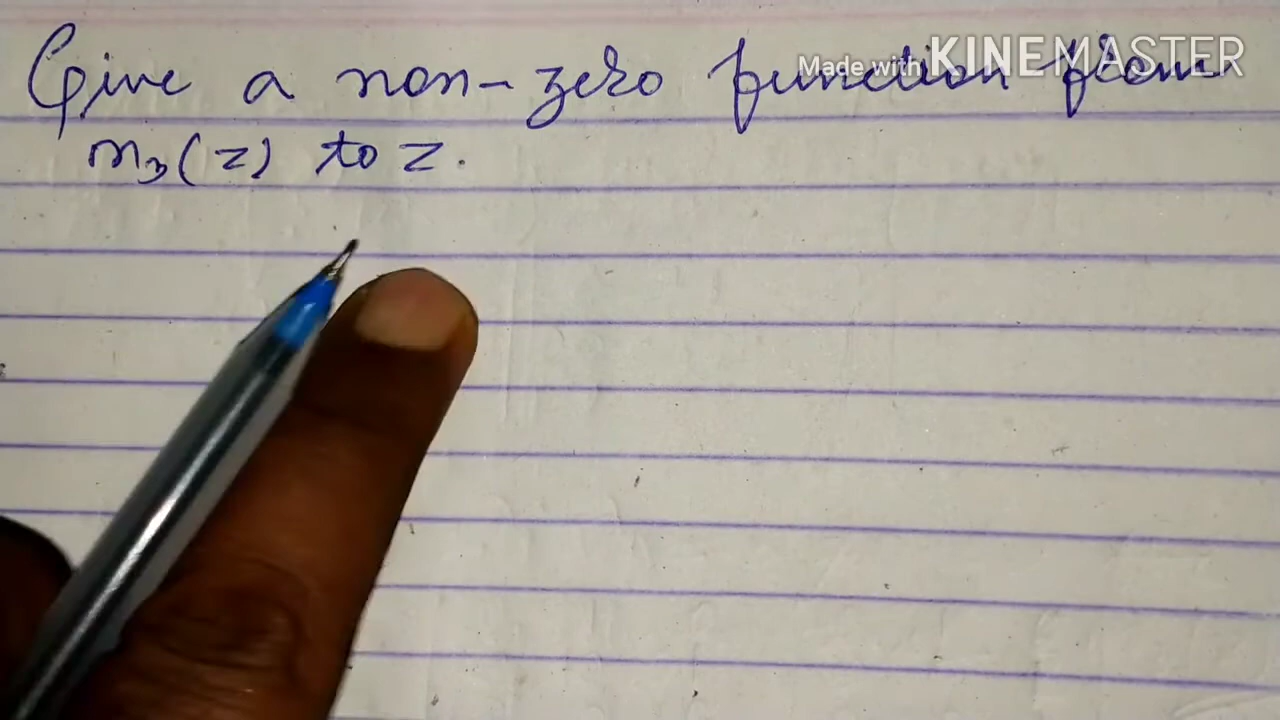 Give a non-zero function from
Made with KINEMASTER
m₃(z) to z.